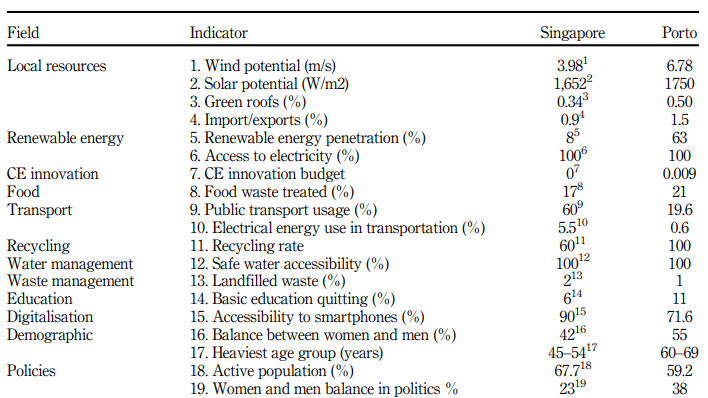 Field Indicator Singapore Porto
Local resources 1. Wind potential (m/s) 3.98¹ 6.78
2. Solar potential (W/m2) 1,652² 1750
3. Green roofs (%) 0.34³ 0.50
4. Import/exports (%) 0.9⁴ 1.5
Renewable energy 5. Renewable energy penetration (%) 8⁵ 63
6. Access to electricity (%) 100⁶ 100
CE innovation 7. CE innovation budget 0⁷ 0.009
Food 8. Food waste treated (%) 17⁸ 21
Transport 9. Public transport usage (%) 60⁹ 19.6
10. Electrical energy use in transportation (%) 5.5¹⁰ 0.6
Recycling 11. Recycling rate 60¹¹ 100
Water management 12. Safe water accessibility (%) 100¹² 100
Waste management 13. Landfilled waste (%) 2¹³ 1
Education 14. Basic education quitting (%) 6¹⁴ 11
Digitalisation 15. Accessibility to smartphones (%) 90¹⁵ 71.6
Demographic 16. Balance between women and men (%) 42¹⁶ 55
17. Heaviest age group (years) 45–54¹⁷ 60–69
Policies 18. Active population (%) 67.7¹⁸ 59.2
19. Women and men balance in politics % 23¹⁹ 38